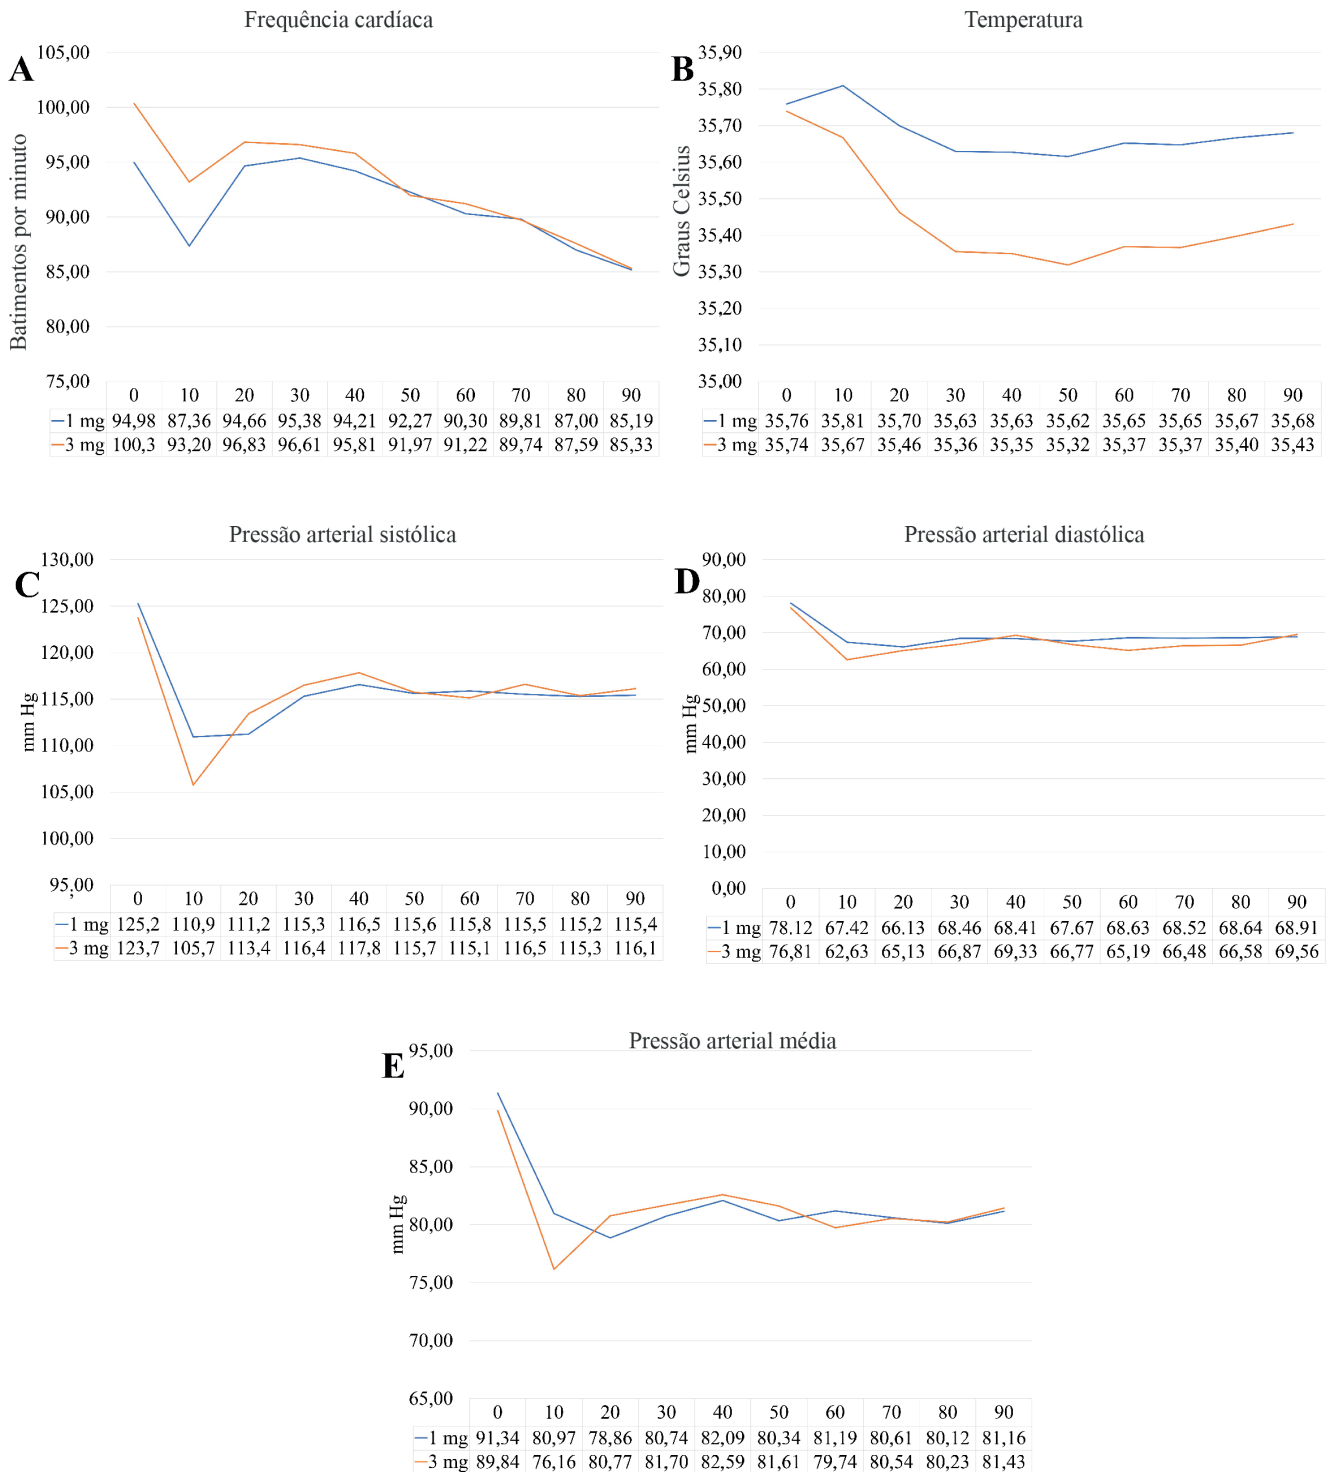 Frequência cardíaca
A
Batimentos por minuto
105,00
100,00
95,00
90,00
85,00
80,00
75,00
0 10 20 30 40 50 60 70 80 90
1 mg 94,98 87,36 94,66 95,38 94,21 92,27 90,30 89,81 87,00 85,19
3 mg 100,3 93,20 96,83 96,61 95,81 91,97 91,22 89,74 87,59 85,33
Temperatura
B
Graus Celsius
35,90
35,80
35,70
35,60
35,50
35,40
35,30
35,20
35,10
35,00
0 10 20 30 40 50 60 70 80 90
1 mg 35,76 35,81 35,70 35,63 35,63 35,62 35,65 35,65 35,67 35,68
3 mg 35,74 35,67 35,46 35,36 35,35 35,32 35,37 35,37 35,40 35,43
Pressão arterial sistólica
C
mm Hg
130,00
125,00
120,00
115,00
110,00
105,00
100,00
95,00
0 10 20 30 40 50 60 70 80 90
1 mg 125,2 110,9 111,2 115,3 116,5 115,6 115,8 115,5 115,2 115,4
3 mg 123,7 105,7 113,4 116,4 117,8 115,7 115,1 116,5 115,3 116,1
Pressão arterial diastólica
D
mm Hg
90,00
80,00
70,00
60,00
50,00
40,00
30,00
20,00
10,00
0,00
0 10 20 30 40 50 60 70 80 90
1 mg 78.12 67.42 66.13 68.46 68.41 67.67 68.63 68.52 68.64 68.91
3 mg 76,81 62,63 65,13 66,87 69,33 66,77 65,19 66,48 66,58 69,56
Pressão arterial média
E
mm Hg
95,00
90,00
85,00
80,00
75,00
70,00
65,00
0 10 20 30 40 50 60 70 80 90
1 mg 91,34 80,97 78,86 80,74 82,09 80,34 81,19 80,61 80,12 81,16
3 mg 89,84 76,16 80,77 81,70 82,59 81,61 79,74 80,54 80,23 81,43